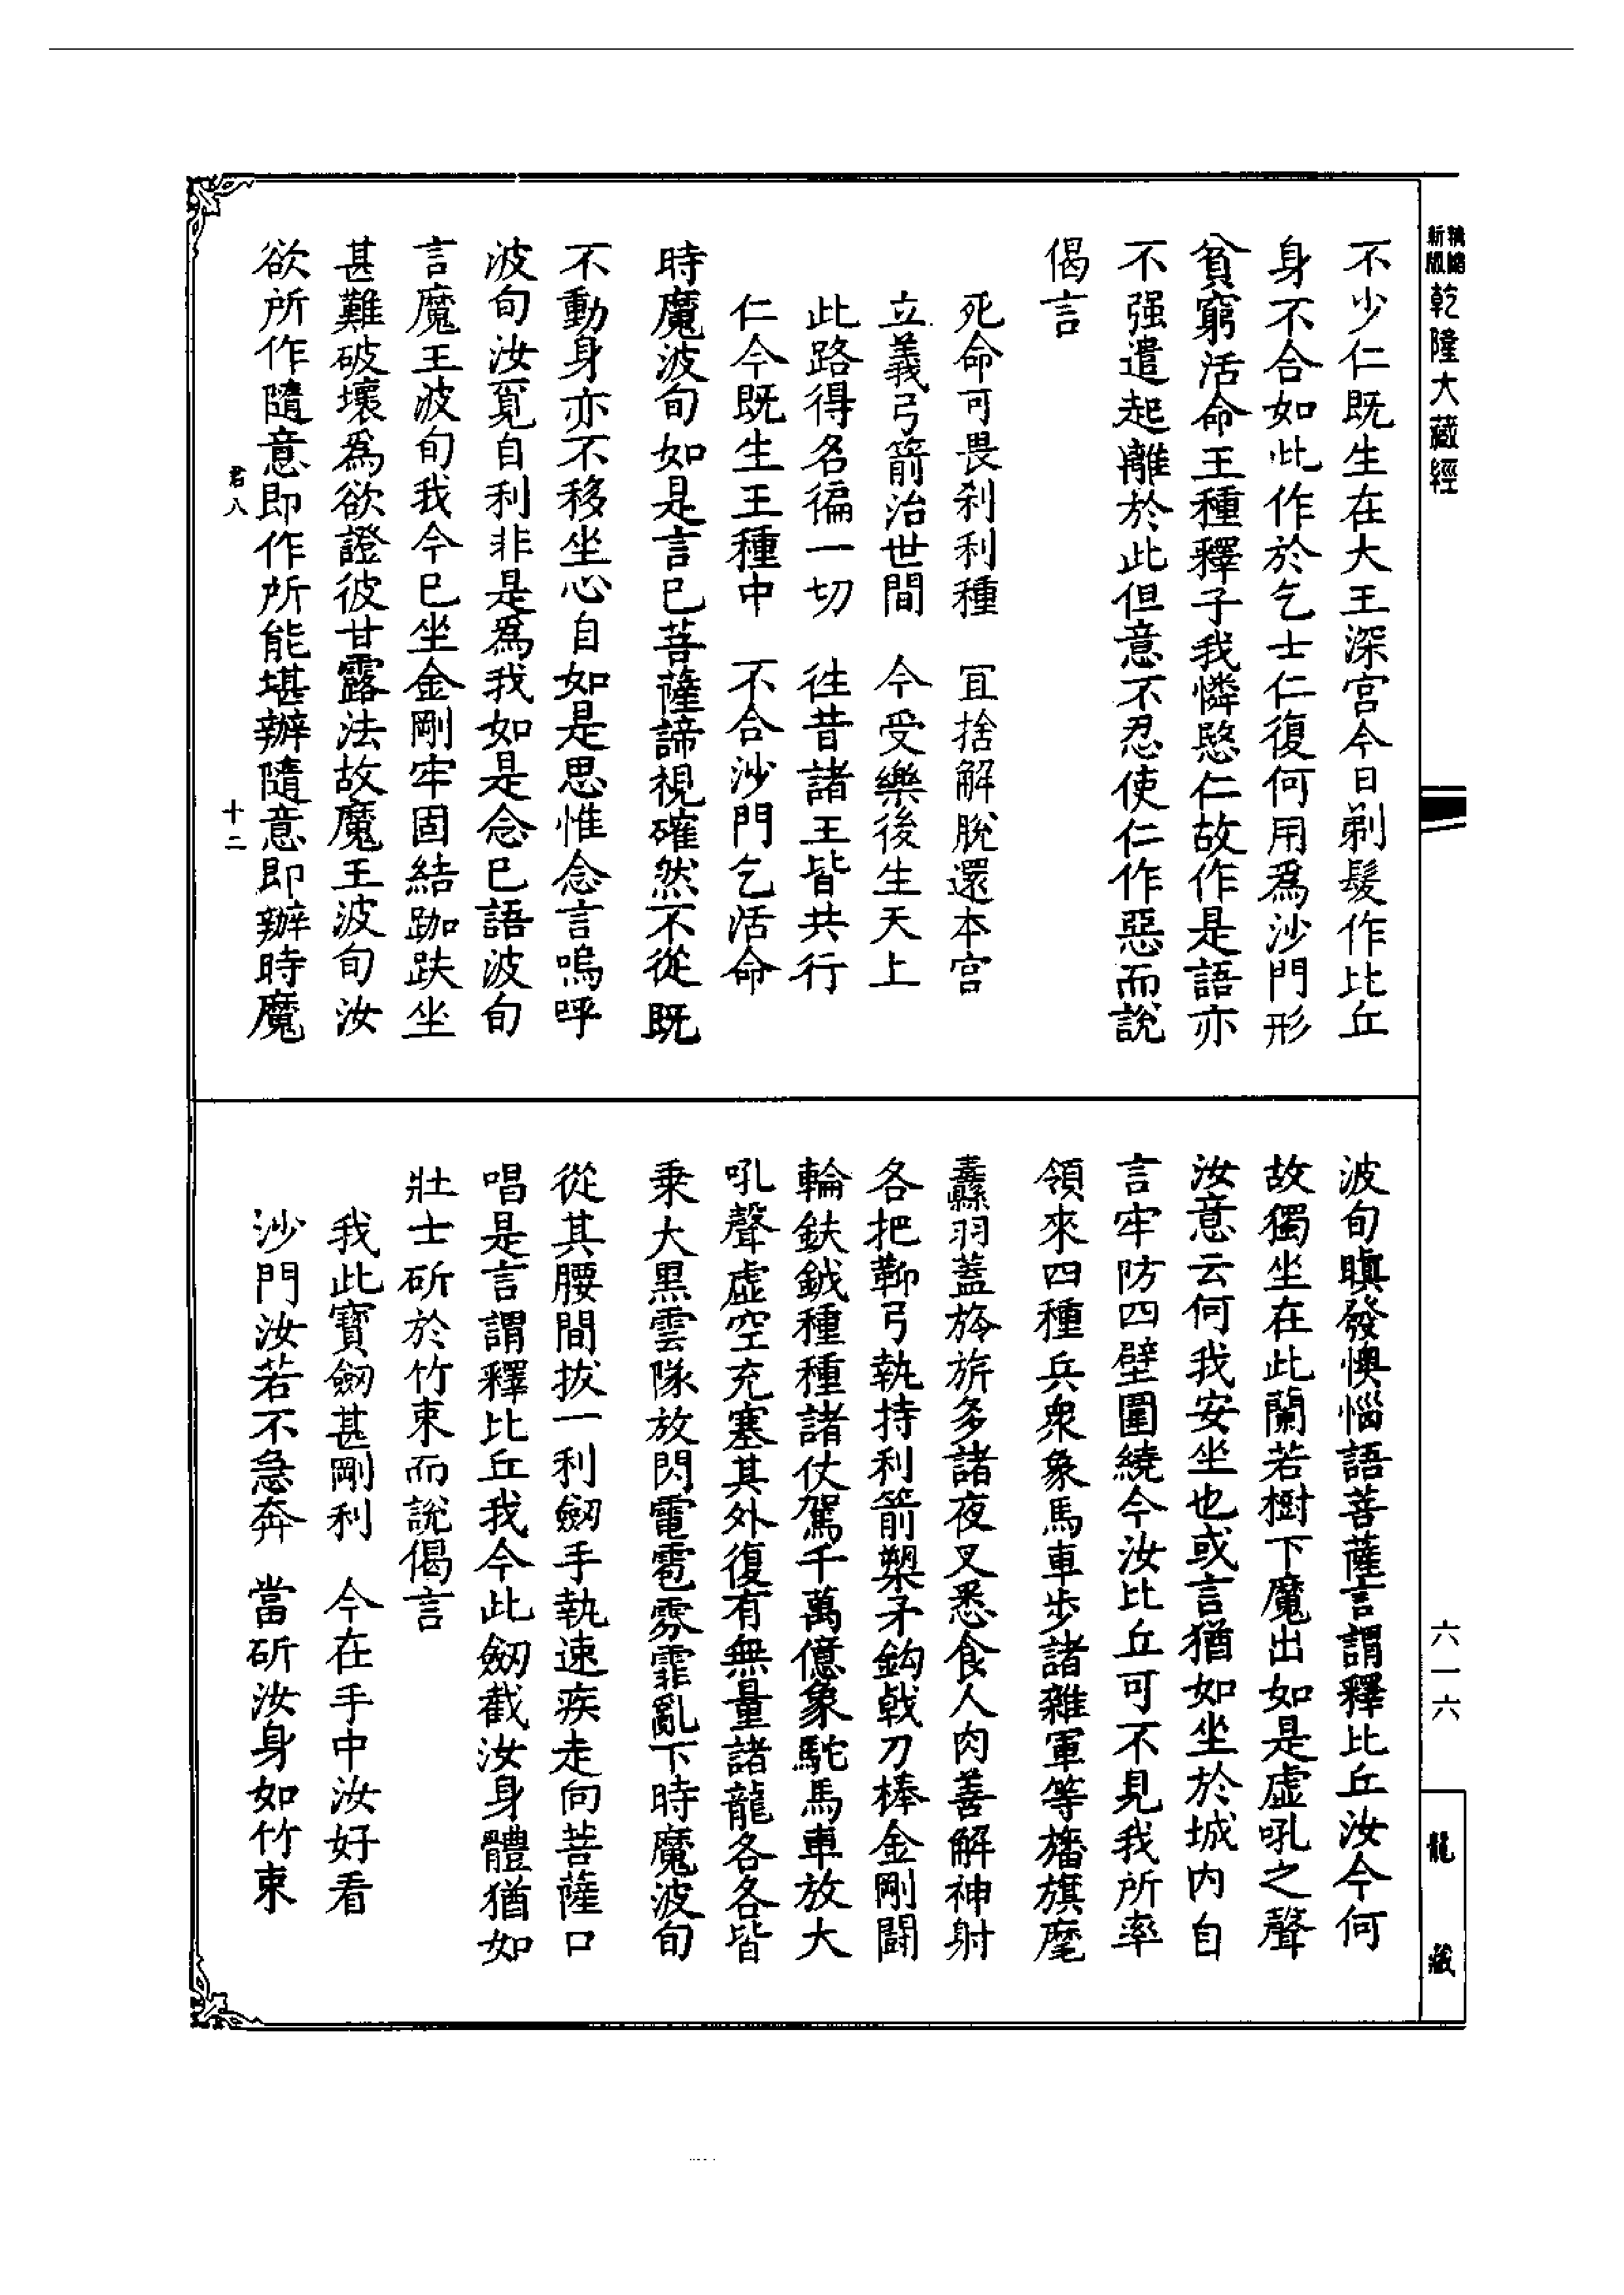 新版
乾隆大藏經
六一六
龍藏
不少仁既生在大王深宮今日剃髮作比丘
身不合如此作於乞士仁復何用爲沙門形
貧窮活命王種釋子我憐愍仁故作是語亦
不强遣起離於此但意不忍使仁作惡而說
偈言
死命可畏刹利種 宜捨解脫還本宮
立義弓箭治世間 今受樂後生天上
此路得名徧一切 往昔諸王皆共行
仁今既生王種中 不合沙門乞活命
時魔波旬如是言已菩薩諦視確然不從既
不動身亦不移坐心自如是思惟念言嗚呼
波旬汝覓自利非是爲我如是念已語波旬
言魔王波旬我今已坐金剛牢固結跏趺坐
甚難破壞爲欲證彼甘露法故魔王波旬汝
欲所作隨意即作所能堪辦隨意即辦時魔
君八 十二
波旬瞋發懊惱語菩薩言謂釋比丘汝今何
故獨坐在此蘭若樹下魔出如是虛吼之聲
汝意云何我安坐也或言猶如坐於城內自
言牢防四壁圍繞今汝比丘可不見我所率
領來四種兵衆象馬車步諸雜軍等旛旗麾
纛羽蓋旍旂多諸夜叉悉食人肉善解神射
各把勒弓執持利箭槊矛鈎戟刀棒金剛鬬
輪鈇鉞種種諸仗駕千萬億象駝馬車放大
吼聲虛空充塞其外復有無量諸龍各各皆
乗大黑雲隊放閃電雹雰霏亂下時魔波旬
從其腰間拔一利劒手執速疾走向菩薩口
唱是言謂釋比丘我今此劒截汝身體猶如
壯士斫於竹束而說偈言
我此寶劒甚剛利 今在手中汝好看
沙門汝若不急奔 當斫汝身如竹束